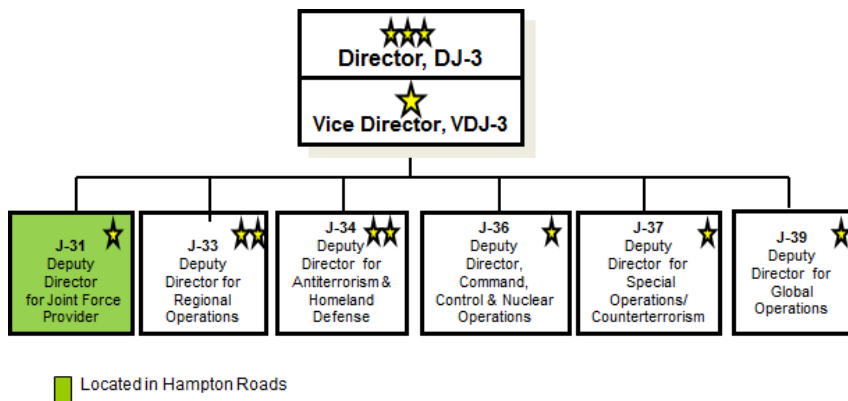 Director, DJ-3
Vice Director, VDJ-3
J-31
Deputy
Director
for Joint Force
Provider
J-33
Deputy
Director for
Regional
Operations
J-34
Deputy
Director for
Antiterrorism &
Homeland
Defense
J-36
Deputy
Director,
Command,
Control & Nuclear
Operations
J-37
Deputy
Director for
Special
Operations/
Counterterrorism
J-39
Deputy
Director for
Global
Operations
Located in Hampton Roads